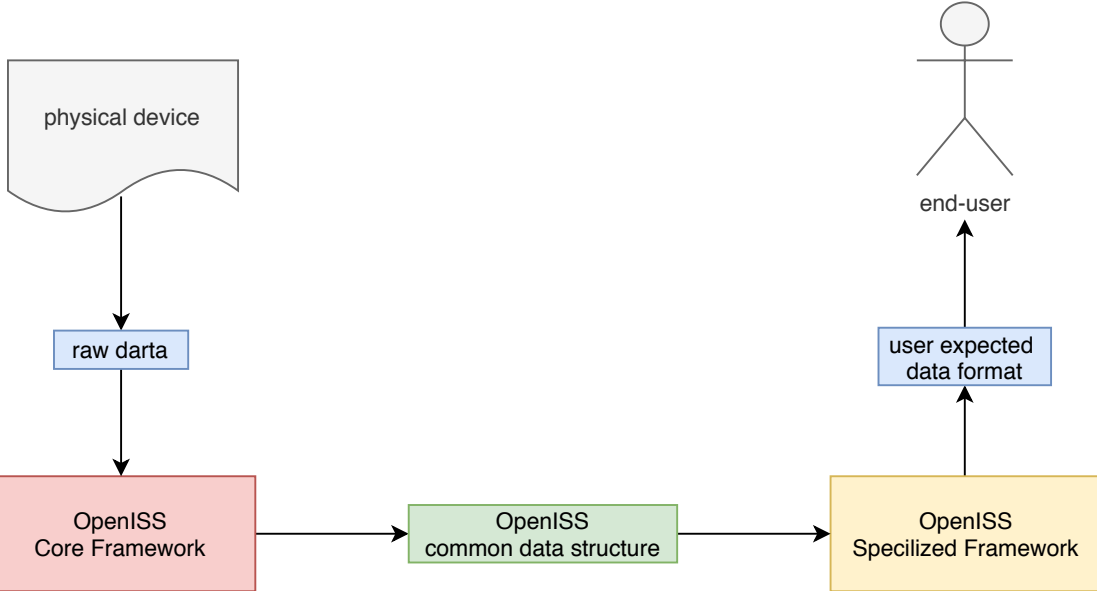 physical device
end-user
raw darta
user expected
data format
OpenISS
Core Framework
OpenISS
common data structure
OpenISS
Specilized Framework